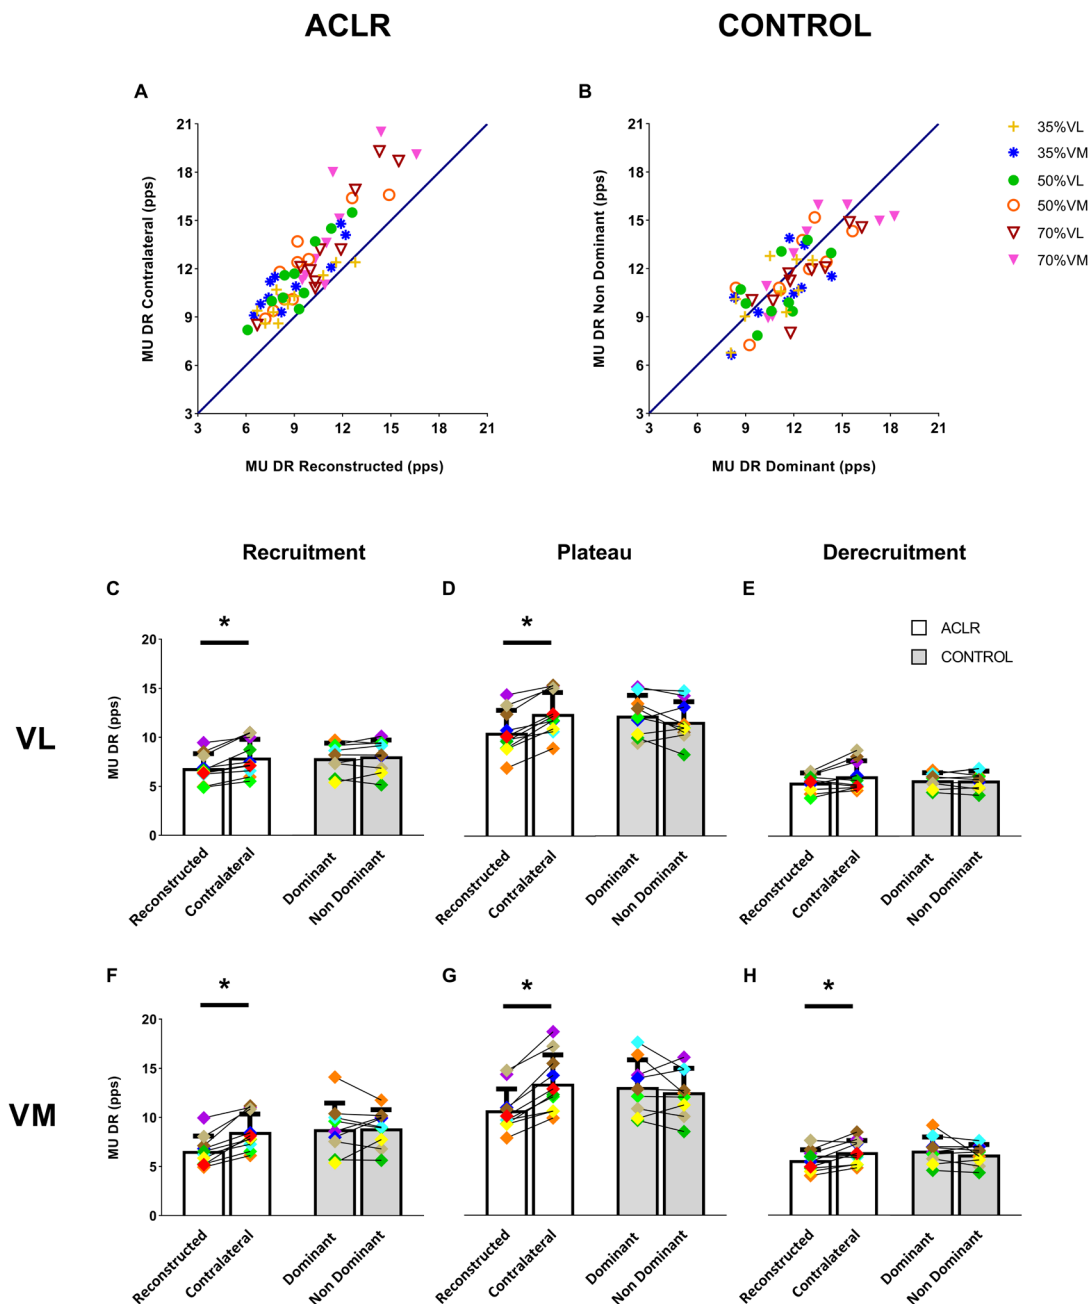 ACLR CONTROL
A B
21 21
18 18
15 15
12 12
9 9
6 6
3 3
MU DR Contralateral (pps)
MU DR Non Dominant (pps)
3 6 9 12 15 18 21
3 6 9 12 15 18 21
MU DR Reconstructed (pps)
MU DR Dominant (pps)
35%VL
35%VM
50%VL
50%VM
70%VL
70%VM
Recruitment Plateau Derecruitment
C D E
* *
ACLR
CONTROL
VL
MU DR (pps)
20
15
10
5
0
Reconstructed Contralateral Dominant Non Dominant
Reconstructed Contralateral Dominant Non Dominant
Reconstructed Contralateral Dominant Non Dominant
F G H
* * *
VM
MU DR (pps)
20
15
10
5
0
Reconstructed Contralateral Dominant Non Dominant
Reconstructed Contralateral Dominant Non Dominant
Reconstructed Contralateral Dominant Non Dominant